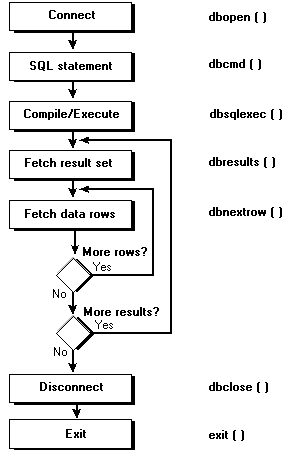 Connect dbopen ( )
SQL statement dbcmd ( )
Compile/Execute dbsqlexec ( )
Fetch result set dbresults ( )
Fetch data rows dbnextrow ( )
More rows?
Yes
No
More results?
Yes
No
Disconnect dbclose ( )
Exit exit ( )